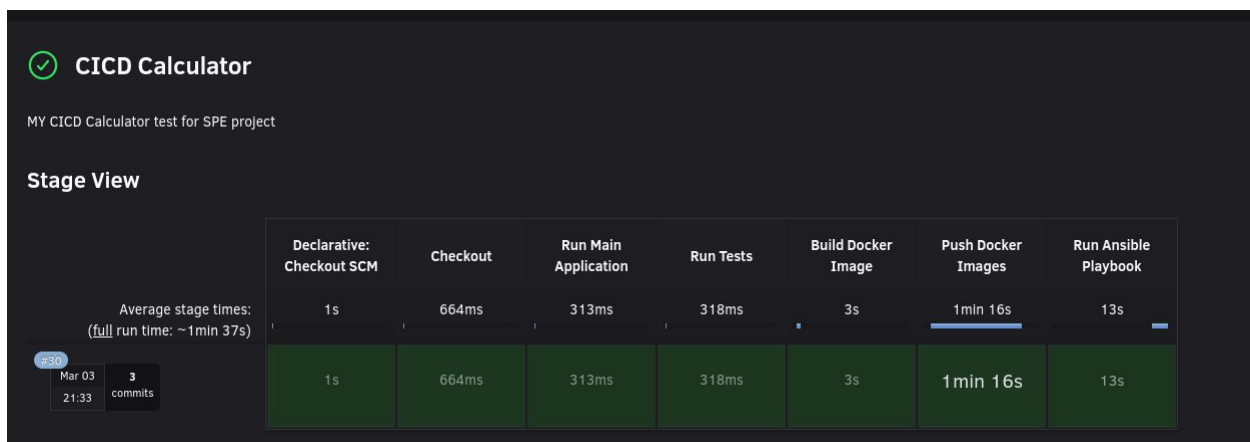 CICD Calculator
MY CICD Calculator test for SPE project
Stage View
Declarative: Checkout SCM
Checkout
Run Main Application
Run Tests
Build Docker Image
Push Docker Images
Run Ansible Playbook
Average stage times:
(full run time: ~1min 37s)
1s
664ms
313ms
318ms
3s
1min 16s
13s
#30
Mar 03
21:33
3
commits
1s
664ms
313ms
318ms
3s
1min 16s
13s